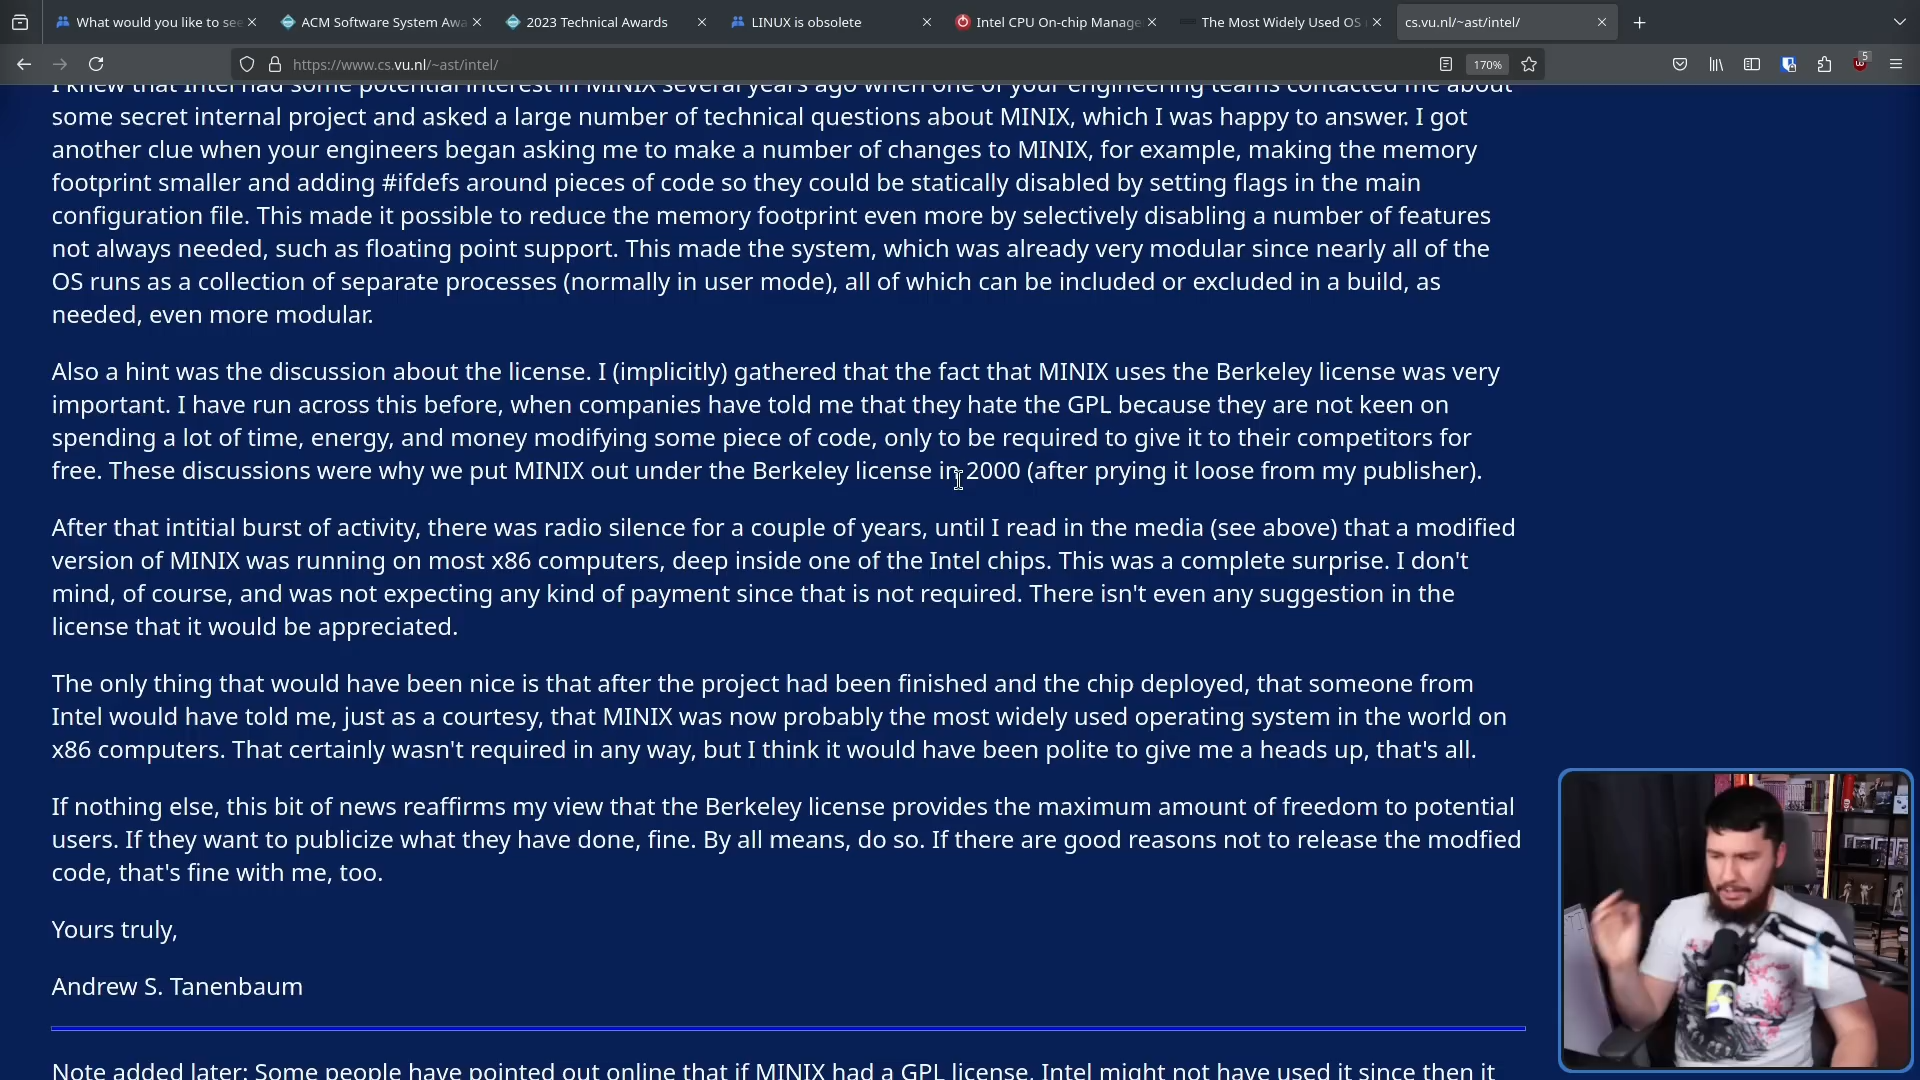 What would you like to se
ACM Software System Awa
2023 Technical Awards
LINUX is obsolete
Intel CPU On-chip Manage
The Most Widely Used OS
cs.vu.nl/~ast/intel/
https://www.cs.vu.nl/~ast/intel/
170%
5
I knew that Intel had some potential interest in MINIX several years ago when one of your engineering teams contacted me about
some secret internal project and asked a large number of technical questions about MINIX, which I was happy to answer. I got
another clue when your engineers began asking me to make a number of changes to MINIX, for example, making the memory
footprint smaller and adding #ifdefs around pieces of code so they could be statically disabled by setting flags in the main
configuration file. This made it possible to reduce the memory footprint even more by selectively disabling a number of features
not always needed, such as floating point support. This made the system, which was already very modular since nearly all of the
OS runs as a collection of separate processes (normally in user mode), all of which can be included or excluded in a build, as
needed, even more modular.
Also a hint was the discussion about the license. I (implicitly) gathered that the fact that MINIX uses the Berkeley license was very
important. I have run across this before, when companies have told me that they hate the GPL because they are not keen on
spending a lot of time, energy, and money modifying some piece of code, only to be required to give it to their competitors for
free. These discussions were why we put MINIX out under the Berkeley license in 2000 (after prying it loose from my publisher).
After that intitial burst of activity, there was radio silence for a couple of years, until I read in the media (see above) that a modified
version of MINIX was running on most x86 computers, deep inside one of the Intel chips. This was a complete surprise. I don't
mind, of course, and was not expecting any kind of payment since that is not required. There isn't even any suggestion in the
license that it would be appreciated.
The only thing that would have been nice is that after the project had been finished and the chip deployed, that someone from
Intel would have told me, just as a courtesy, that MINIX was now probably the most widely used operating system in the world on
x86 computers. That certainly wasn't required in any way, but I think it would have been polite to give me a heads up, that's all.
If nothing else, this bit of news reaffirms my view that the Berkeley license provides the maximum amount of freedom to potential
users. If they want to publicize what they have done, fine. By all means, do so. If there are good reasons not to release the modfied
code, that's fine with me, too.
Yours truly,
Andrew S. Tanenbaum
Note added later: Some people have pointed out online that if MINIX had a GPL license, Intel might not have used it since then it